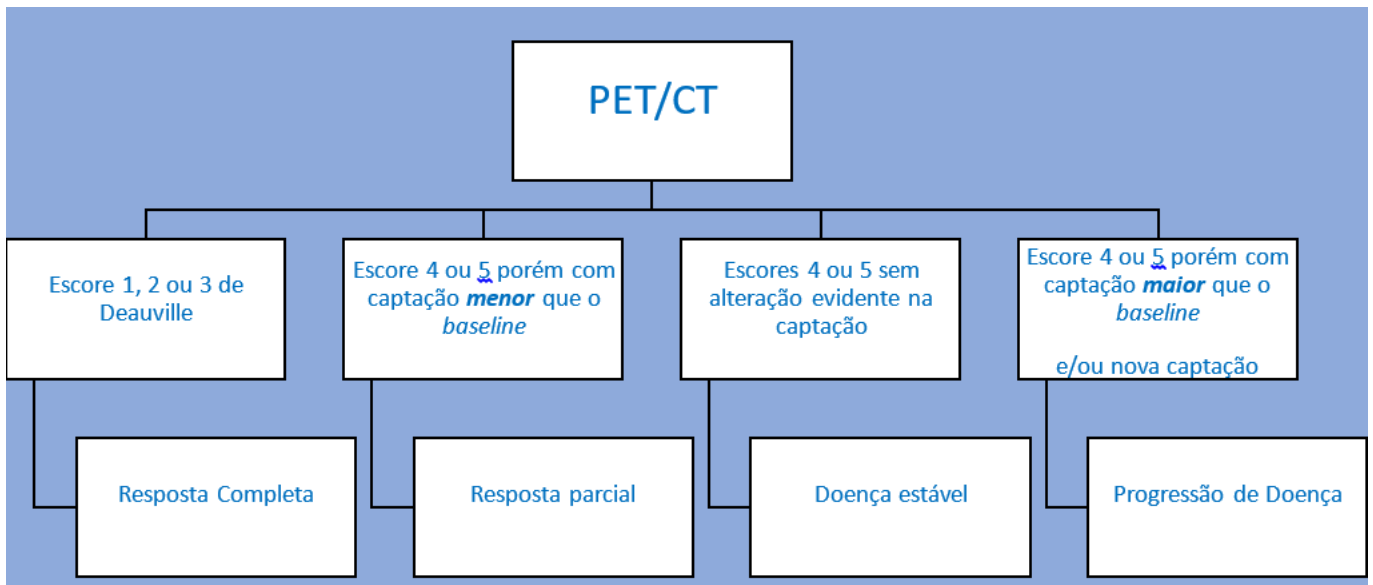 PET/CT
Escore 1, 2 ou 3 de
Deauville
Escore 4 ou 5 porém com
captação menor que o
baseline
Escores 4 ou 5 sem
alteração evidente na
captação
Escore 4 ou 5 porém com
captação maior que o
baseline
e/ou nova captação
Resposta Completa
Resposta parcial
Doença estável
Progressão de Doença